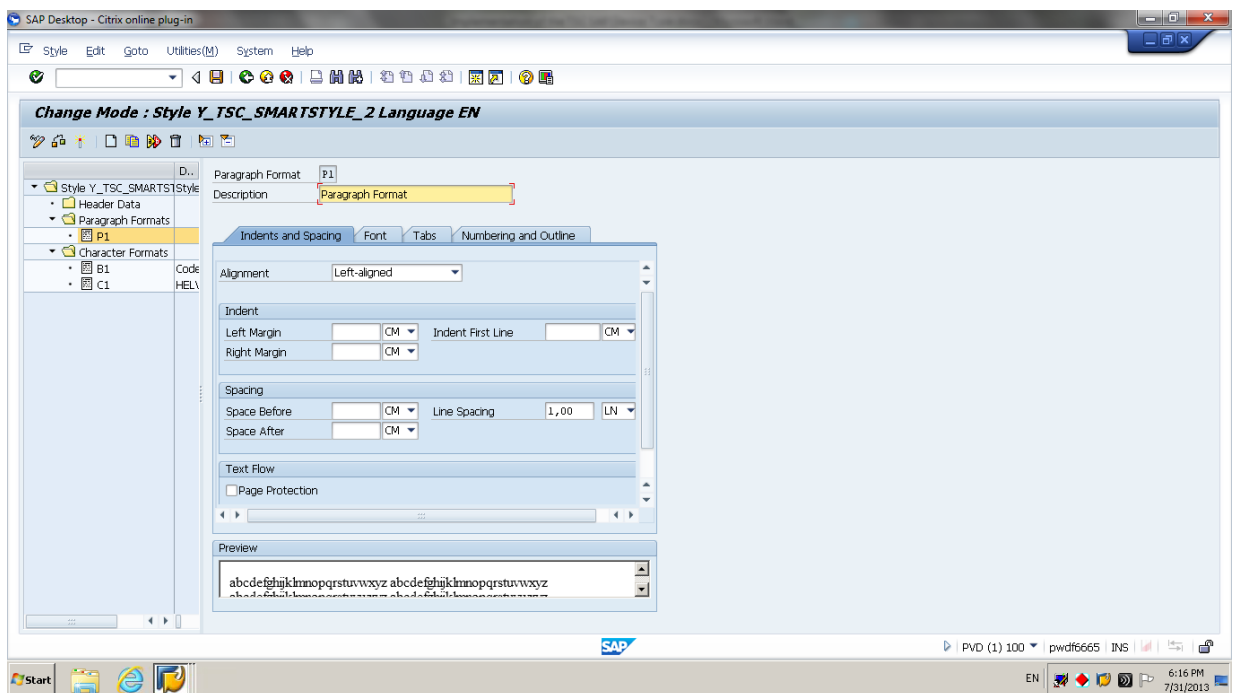 SAP Desktop - Citrix online plug-in
Style Edit Goto Utilities(M) System Help
Change Mode : Style Y_TSC_SMARTSTYLE_2 Language EN
D..
Style Y_TSC_SMARTS Style
Header Data
Paragraph Formats
P1
Character Formats
B1 Code
C1 HEL
Paragraph Format P1
Description Paragraph Format
Indents and Spacing Font Tabs Numbering and Outline
Alignment Left-aligned
Indent
Left Margin CM Indent First Line CM
Right Margin CM
Spacing
Space Before CM Line Spacing 1,00 LN
Space After CM
Text Flow
Page Protection
Preview
abcdefghijklmnopqrstuvwxyz abcdefghijklmnopqrstuvwxyz
SAP PVD (1) 100 pwdf6665 INS
Start EN 6:16 PM
7/31/2013